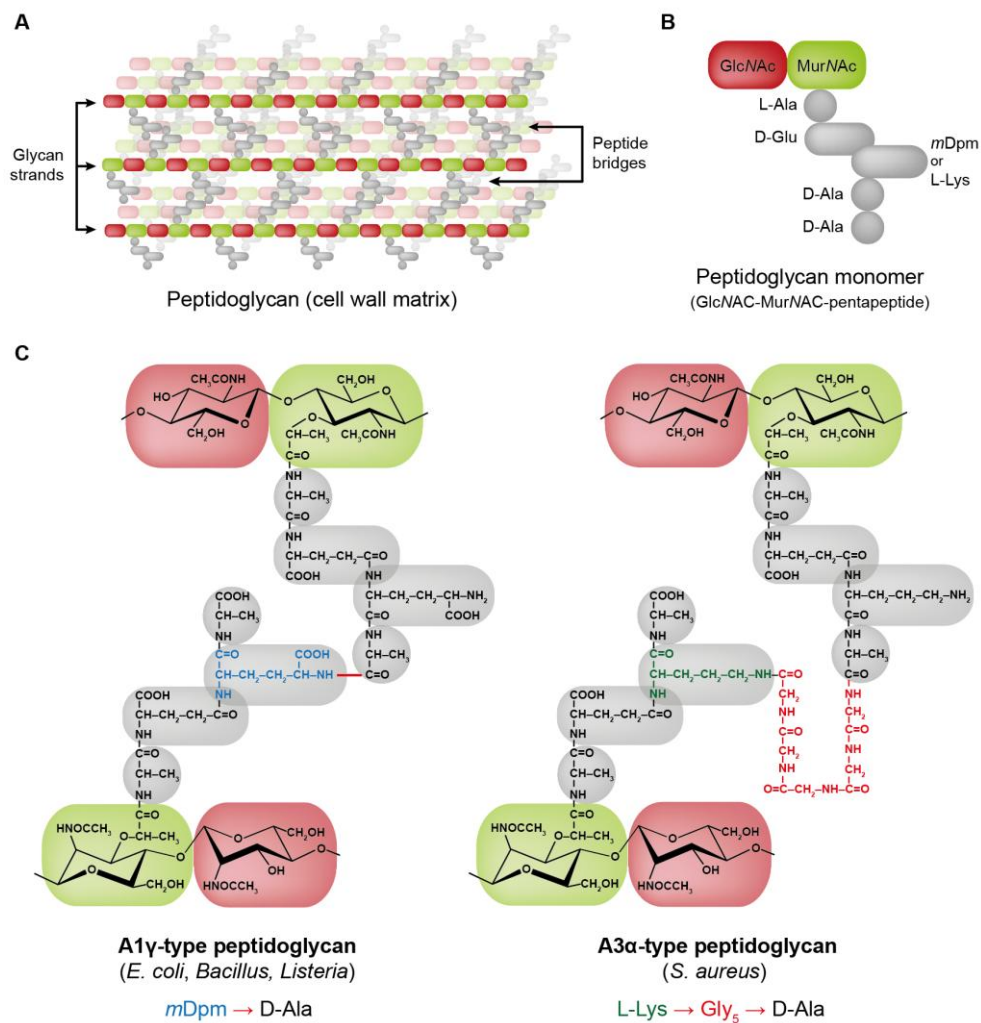 A
Glycan
strands
Peptide
bridges
Peptidoglycan (cell wall matrix)
B
GlcNAc
MurNAc
L-Ala
D-Glu
mDpm
or
L-Lys
D-Ala
D-Ala
Peptidoglycan monomer
(GlcNAC-MurNAC-pentapeptide)
C
CH₃CONH
HO
O
CH₂OH
O
O
CH₂OH
O
O
CH₃CONH
CH–CH₃
C=O
NH
CH–CH₃
C=O
NH
CH–CH₂–CH₂–C=O
COOH
NH
CH–CH₂–CH₂–CH₂–CH–NH₂
C=O
COOH
NH
CH–CH₃
C=O
COOH
CH–CH₃
NH
C=O
COOH
CH–CH₂–CH₂–CH₂–CH–NH
NH
COOH
CH–CH₂–CH₂–C=O
NH
C=O
CH–CH₃
NH
C=O
HNOCCH₃
O–CH–CH₃
O
O
CH₂OH
O
CH₂OH
O
OH
HNOCCH₃
A1γ-type peptidoglycan
(E. coli, Bacillus, Listeria)
mDpm → D-Ala
CH₃CONH
HO
O
CH₂OH
O
O
CH₂OH
O
O
CH₃CONH
CH–CH₃
C=O
NH
CH–CH₃
C=O
NH
CH–CH₂–CH₂–C=O
COOH
NH
CH–CH₂–CH₂–CH₂–CH₂–NH₂
C=O
NH
CH–CH₃
C=O
COOH
CH–CH₃
NH
C=O
CH–CH₂–CH₂–CH₂–CH₂–NH–C=O
NH
CH₂
NH
C=O
CH₂
NH
O=C–CH₂–NH–C=O
CH₂
NH
C=O
CH₂
NH
COOH
CH–CH₂–CH₂–C=O
NH
C=O
CH–CH₃
NH
C=O
HNOCCH₃
O–CH–CH₃
O
O
CH₂OH
O
CH₂OH
O
OH
HNOCCH₃
A3α-type peptidoglycan
(S. aureus)
L-Lys → Gly₅ → D-Ala